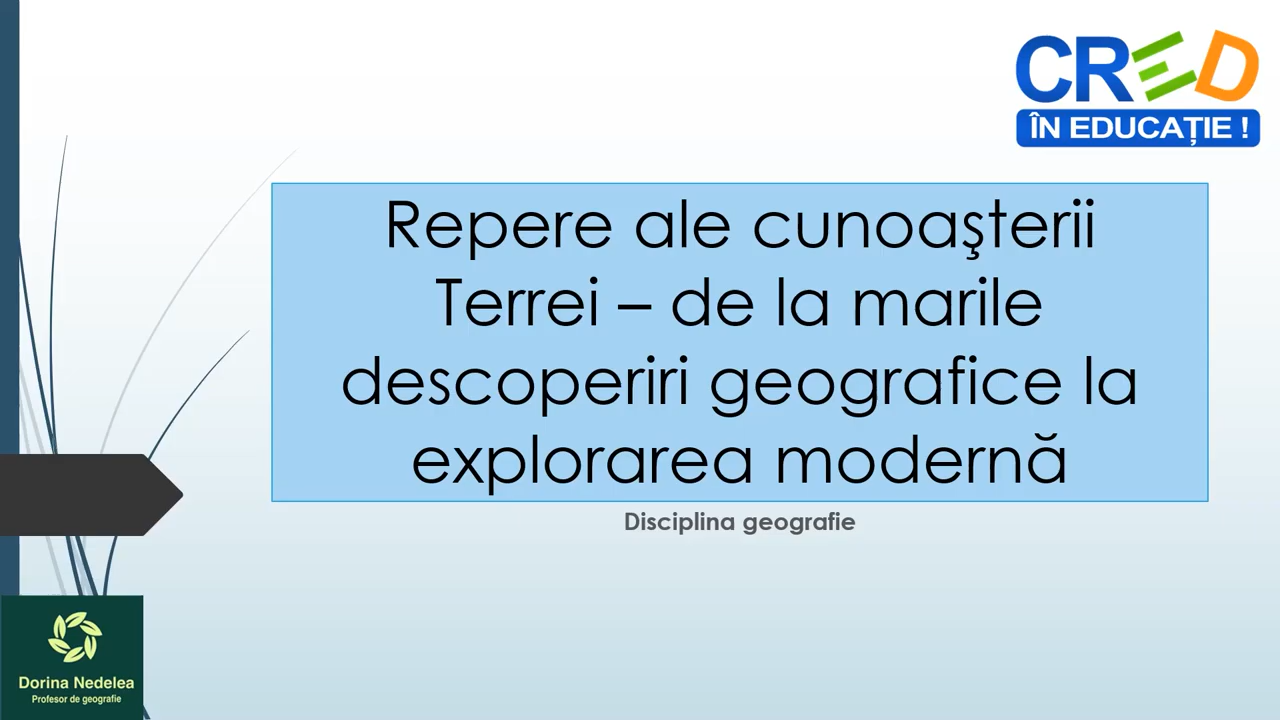 CRED
ÎN EDUCAȚIE !
Repere ale cunoaşterii
Terrei – de la marile
descoperiri geografice la
explorarea modernă
Disciplina geografie
Dorina Nedelea
Profesor de geografie